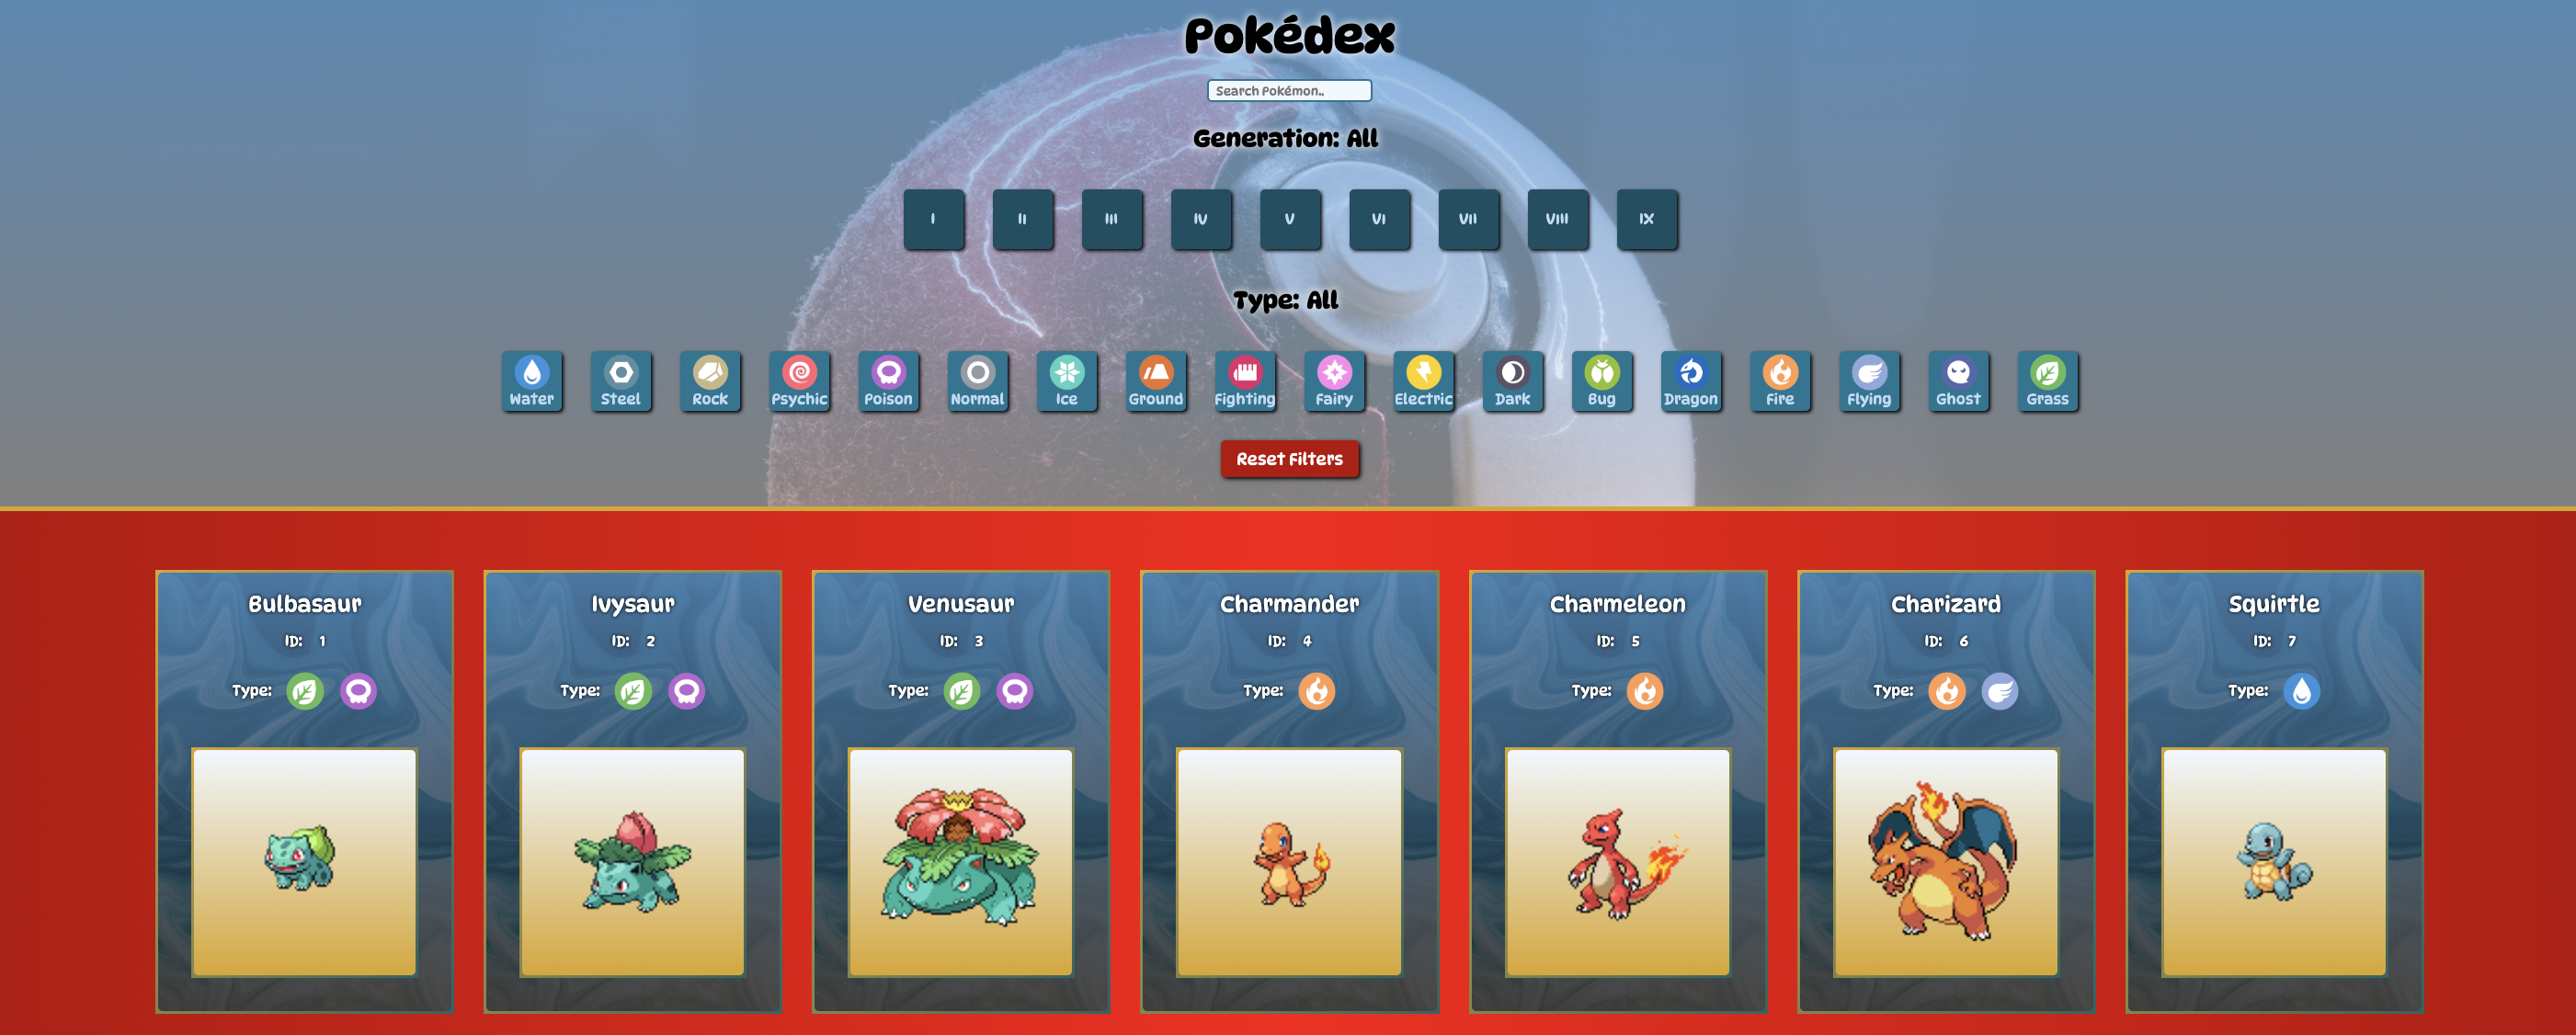 Pokédex
Search Pokémon..
Generation: All
I II III IV V VI VII VIII IX
Type: All
Water Steel Rock Psychic Poison Normal Ice Ground Fighting Fairy Electric Dark Bug Dragon Fire Flying Ghost Grass
Reset Filters
Bulbasaur
ID: 1
Type:
Ivysaur
ID: 2
Type:
Venusaur
ID: 3
Type:
Charmander
ID: 4
Type:
Charmeleon
ID: 5
Type:
Charizard
ID: 6
Type:
Squirtle
ID: 7
Type: